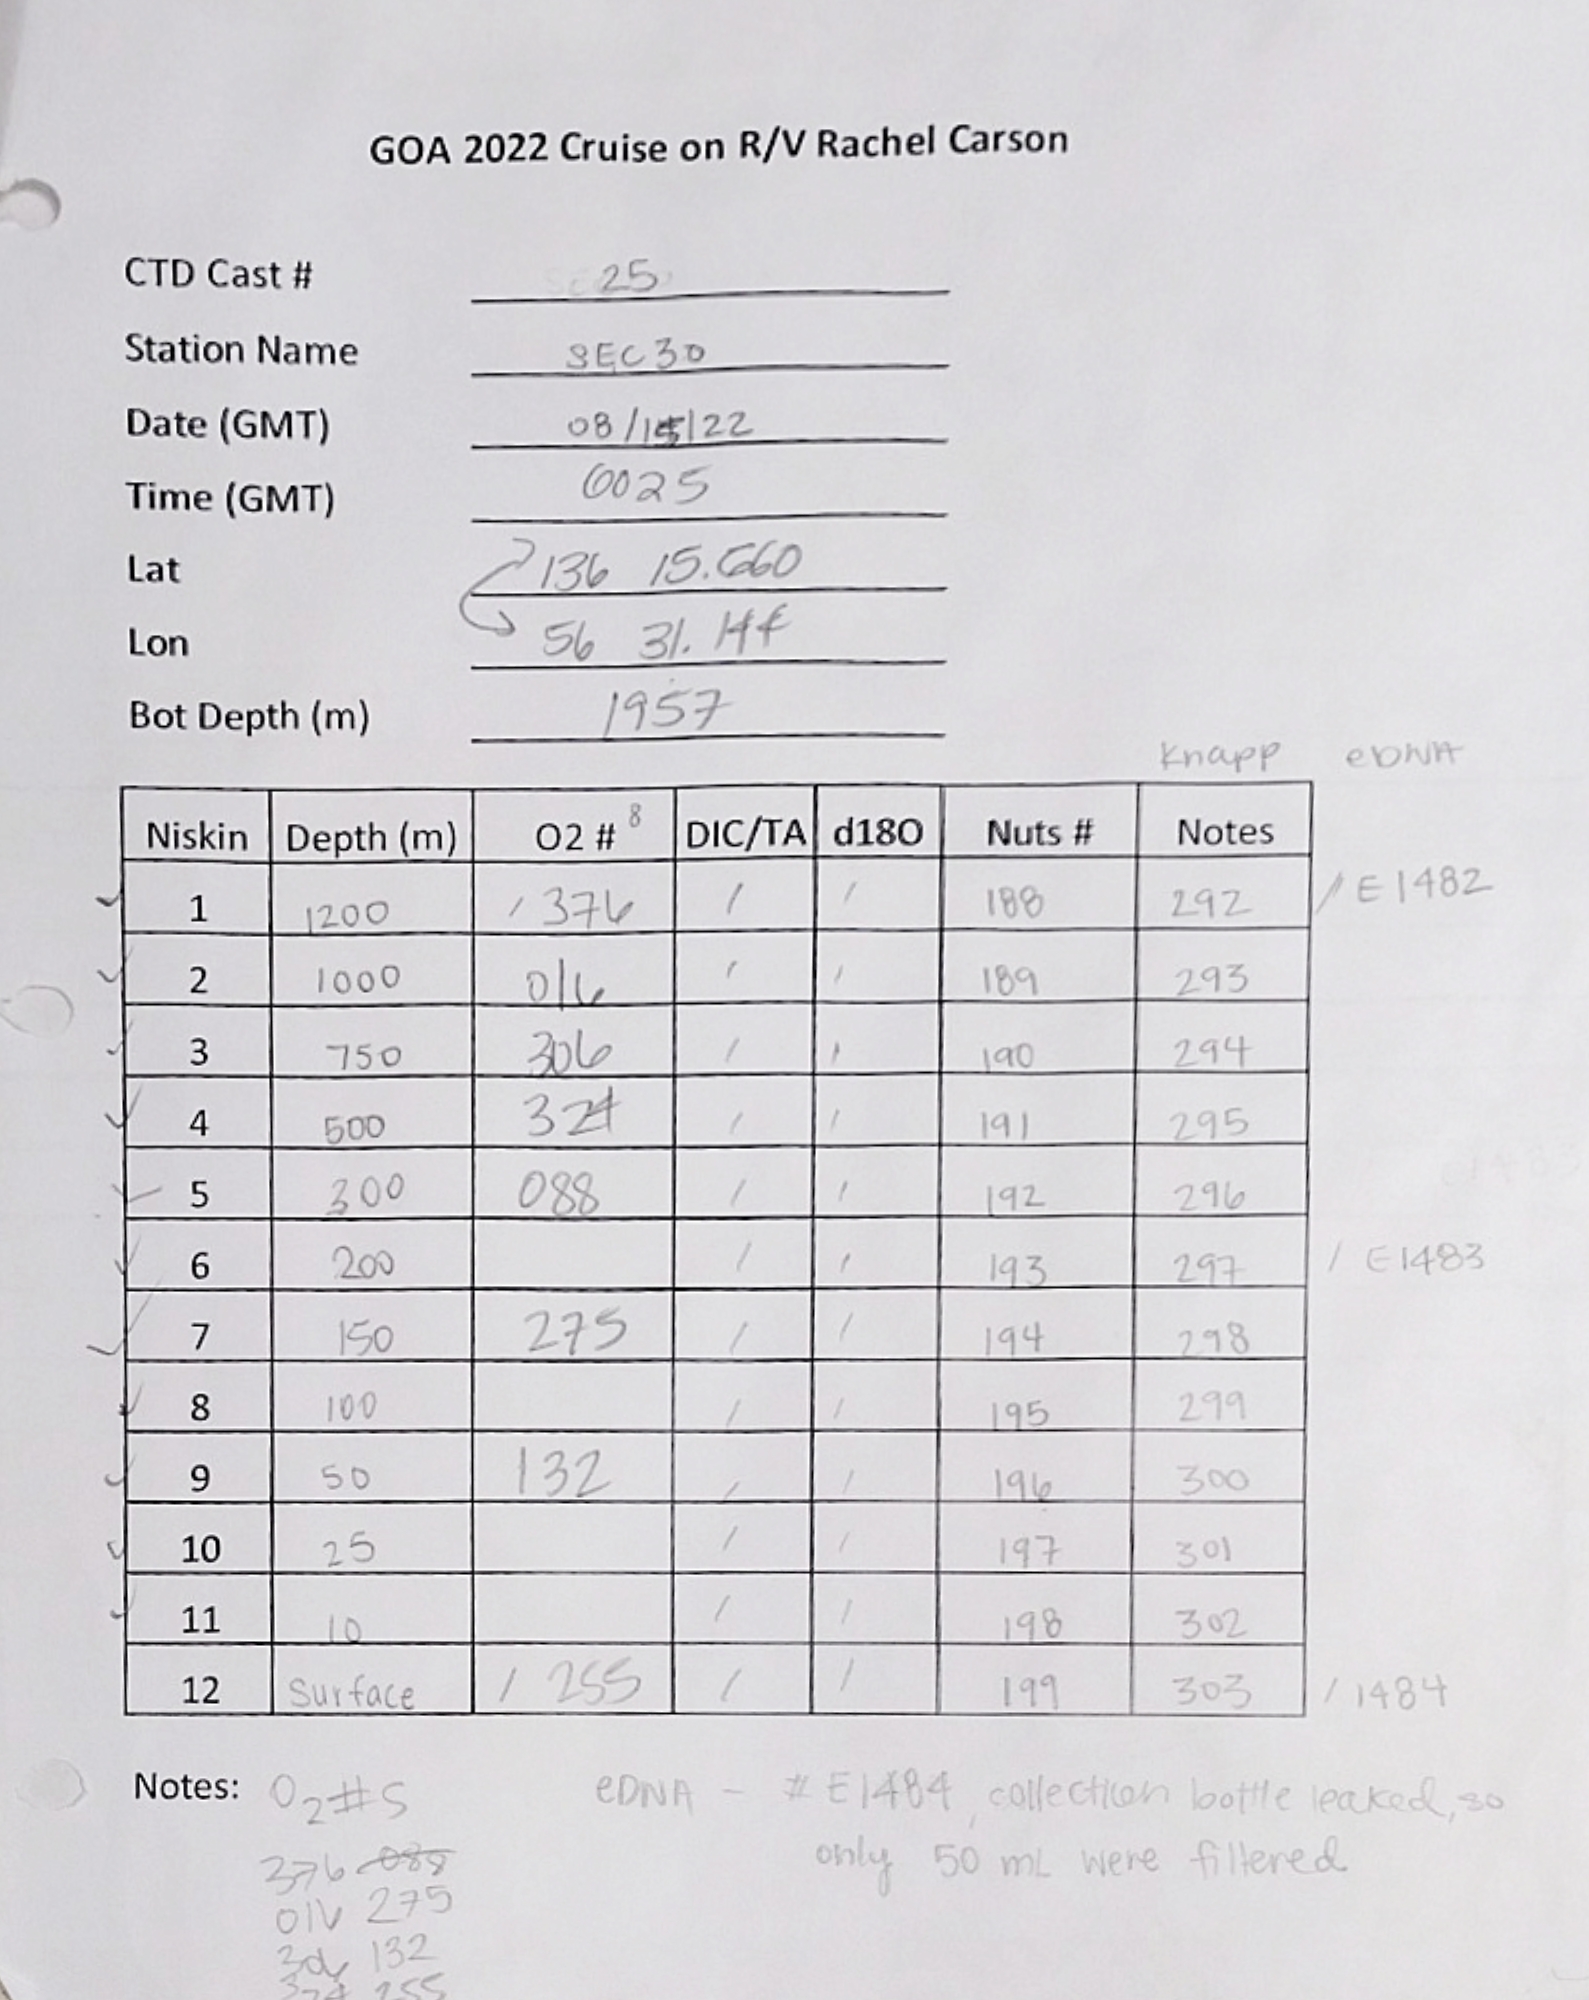 GOA 2022 Cruise on R/V Rachel Carson
CTD Cast # 25
Station Name SEC30
Date (GMT) 08/15/22
Time (GMT) 0025
Lat 136 15.660
Lon 56 31.144
Bot Depth (m) 1957
Knapp eDNA
Niskin Depth (m) O2 # 8 DIC/TA d18O Nuts # Notes
✓ 1 1200 / 376 / / 188 292 / E1482
✓ 2 1000 016 / / 189 293
✓ 3 750 306 / / 190 294
✓ 4 500 324 / / 191 295
✓ 5 300 088 / / 192 296
✓ 6 200 / / 193 297 / E1483
✓ 7 150 275 / / 194 298
✓ 8 100 / / 195 299
✓ 9 50 132 / / 196 300
✓ 10 25 / / 197 301
✓ 11 10 / / 198 302
12 Surface / 255 / / 199 303 / 1484
Notes: O2#S eDNA - #E1484, collection bottle leaked, so
only 50 mL were filtered
376 088
016 275
306 132
324 255